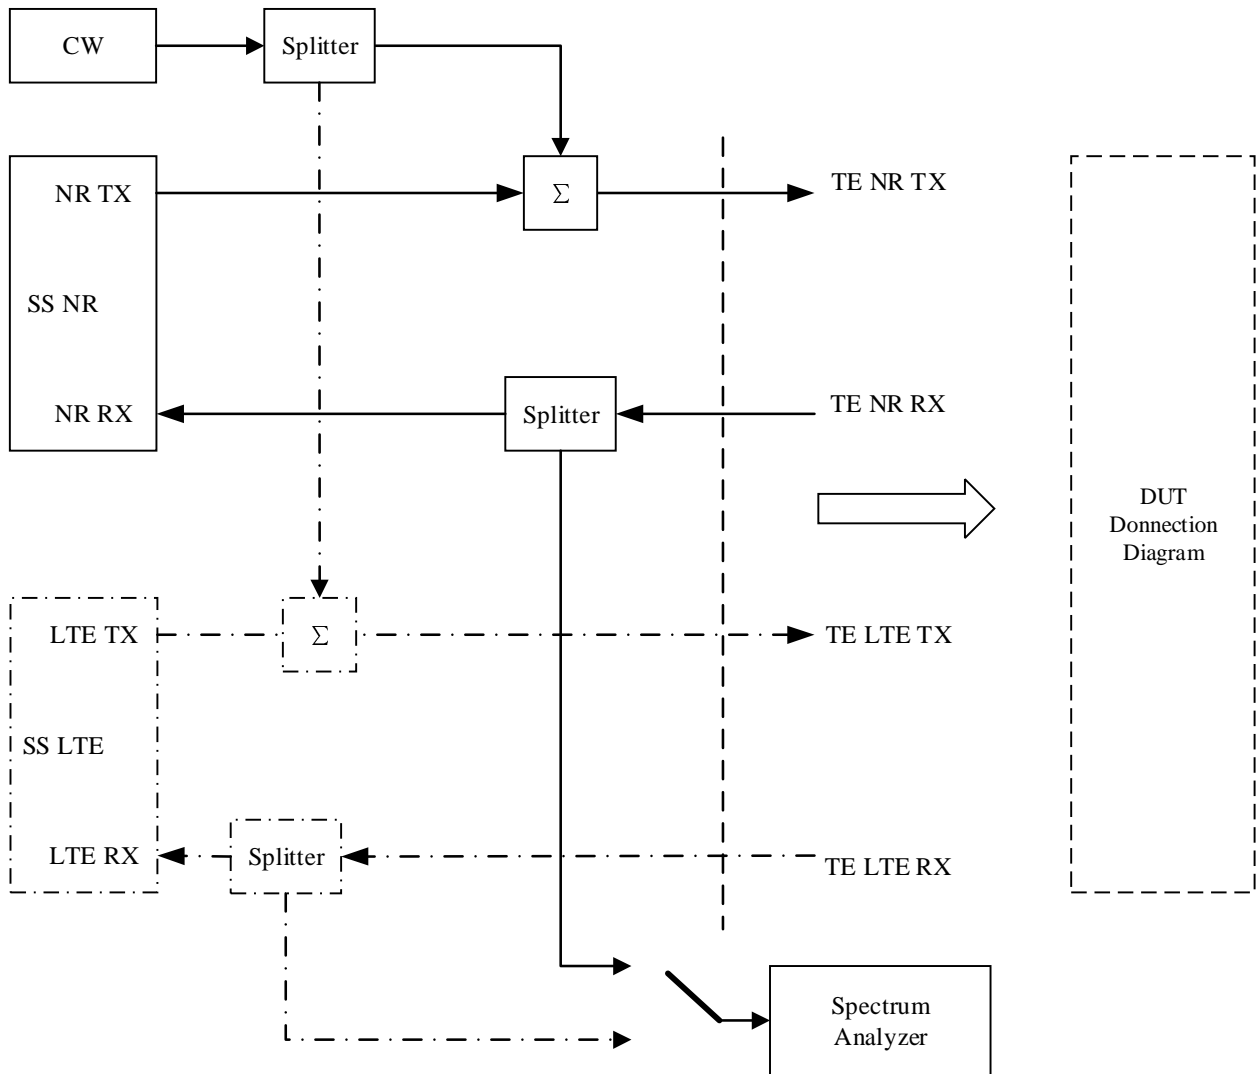 CW
Splitter
NR TX
Σ
TE NR TX
SS NR
NR RX
Splitter
TE NR RX
DUT
Donnection
Diagram
LTE TX
Σ
TE LTE TX
SS LTE
LTE RX
Splitter
TE LTE RX
Spectrum
Analyzer